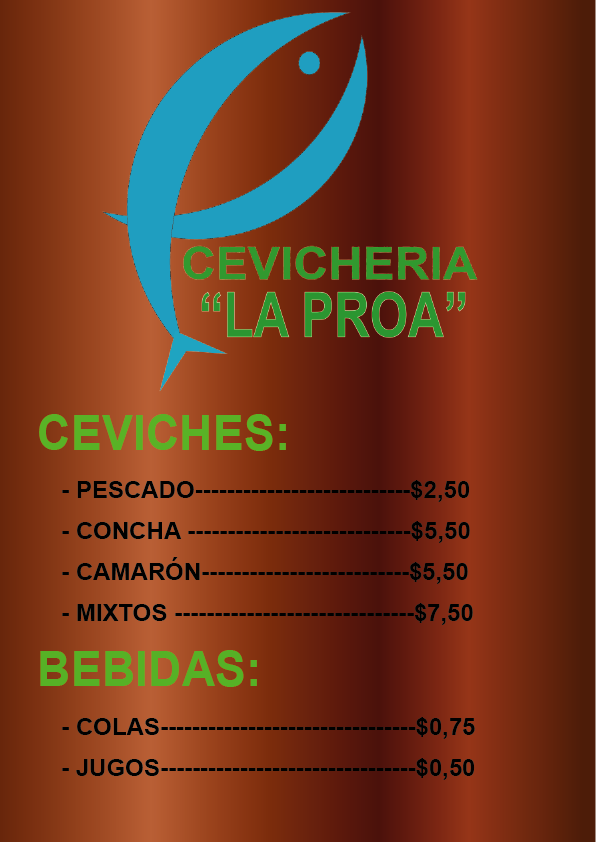 CEVICHERIA
“LA PROA”
CEVICHES:
- PESCADO---------------------------$2,50
- CONCHA ----------------------------$5,50
- CAMARÓN--------------------------$5,50
- MIXTOS ------------------------------$7,50
BEBIDAS:
- COLAS--------------------------------$0,75
- JUGOS--------------------------------$0,50